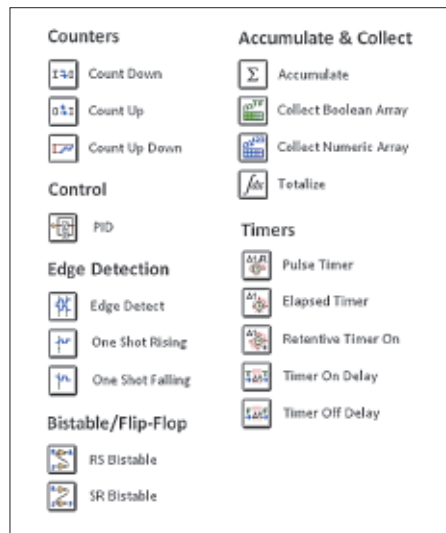 Counters
Count Down
Count Up
Count Up Down
Control
PID
Edge Detection
Edge Detect
One Shot Rising
One Shot Falling
Bistable/Flip-Flop
RS Bistable
SR Bistable
Accumulate & Collect
Σ Accumulate
Collect Boolean Array
Collect Numeric Array
∫dx Totalize
Timers
Pulse Timer
Elapsed Timer
Retentive Timer On
Timer On Delay
Timer Off Delay